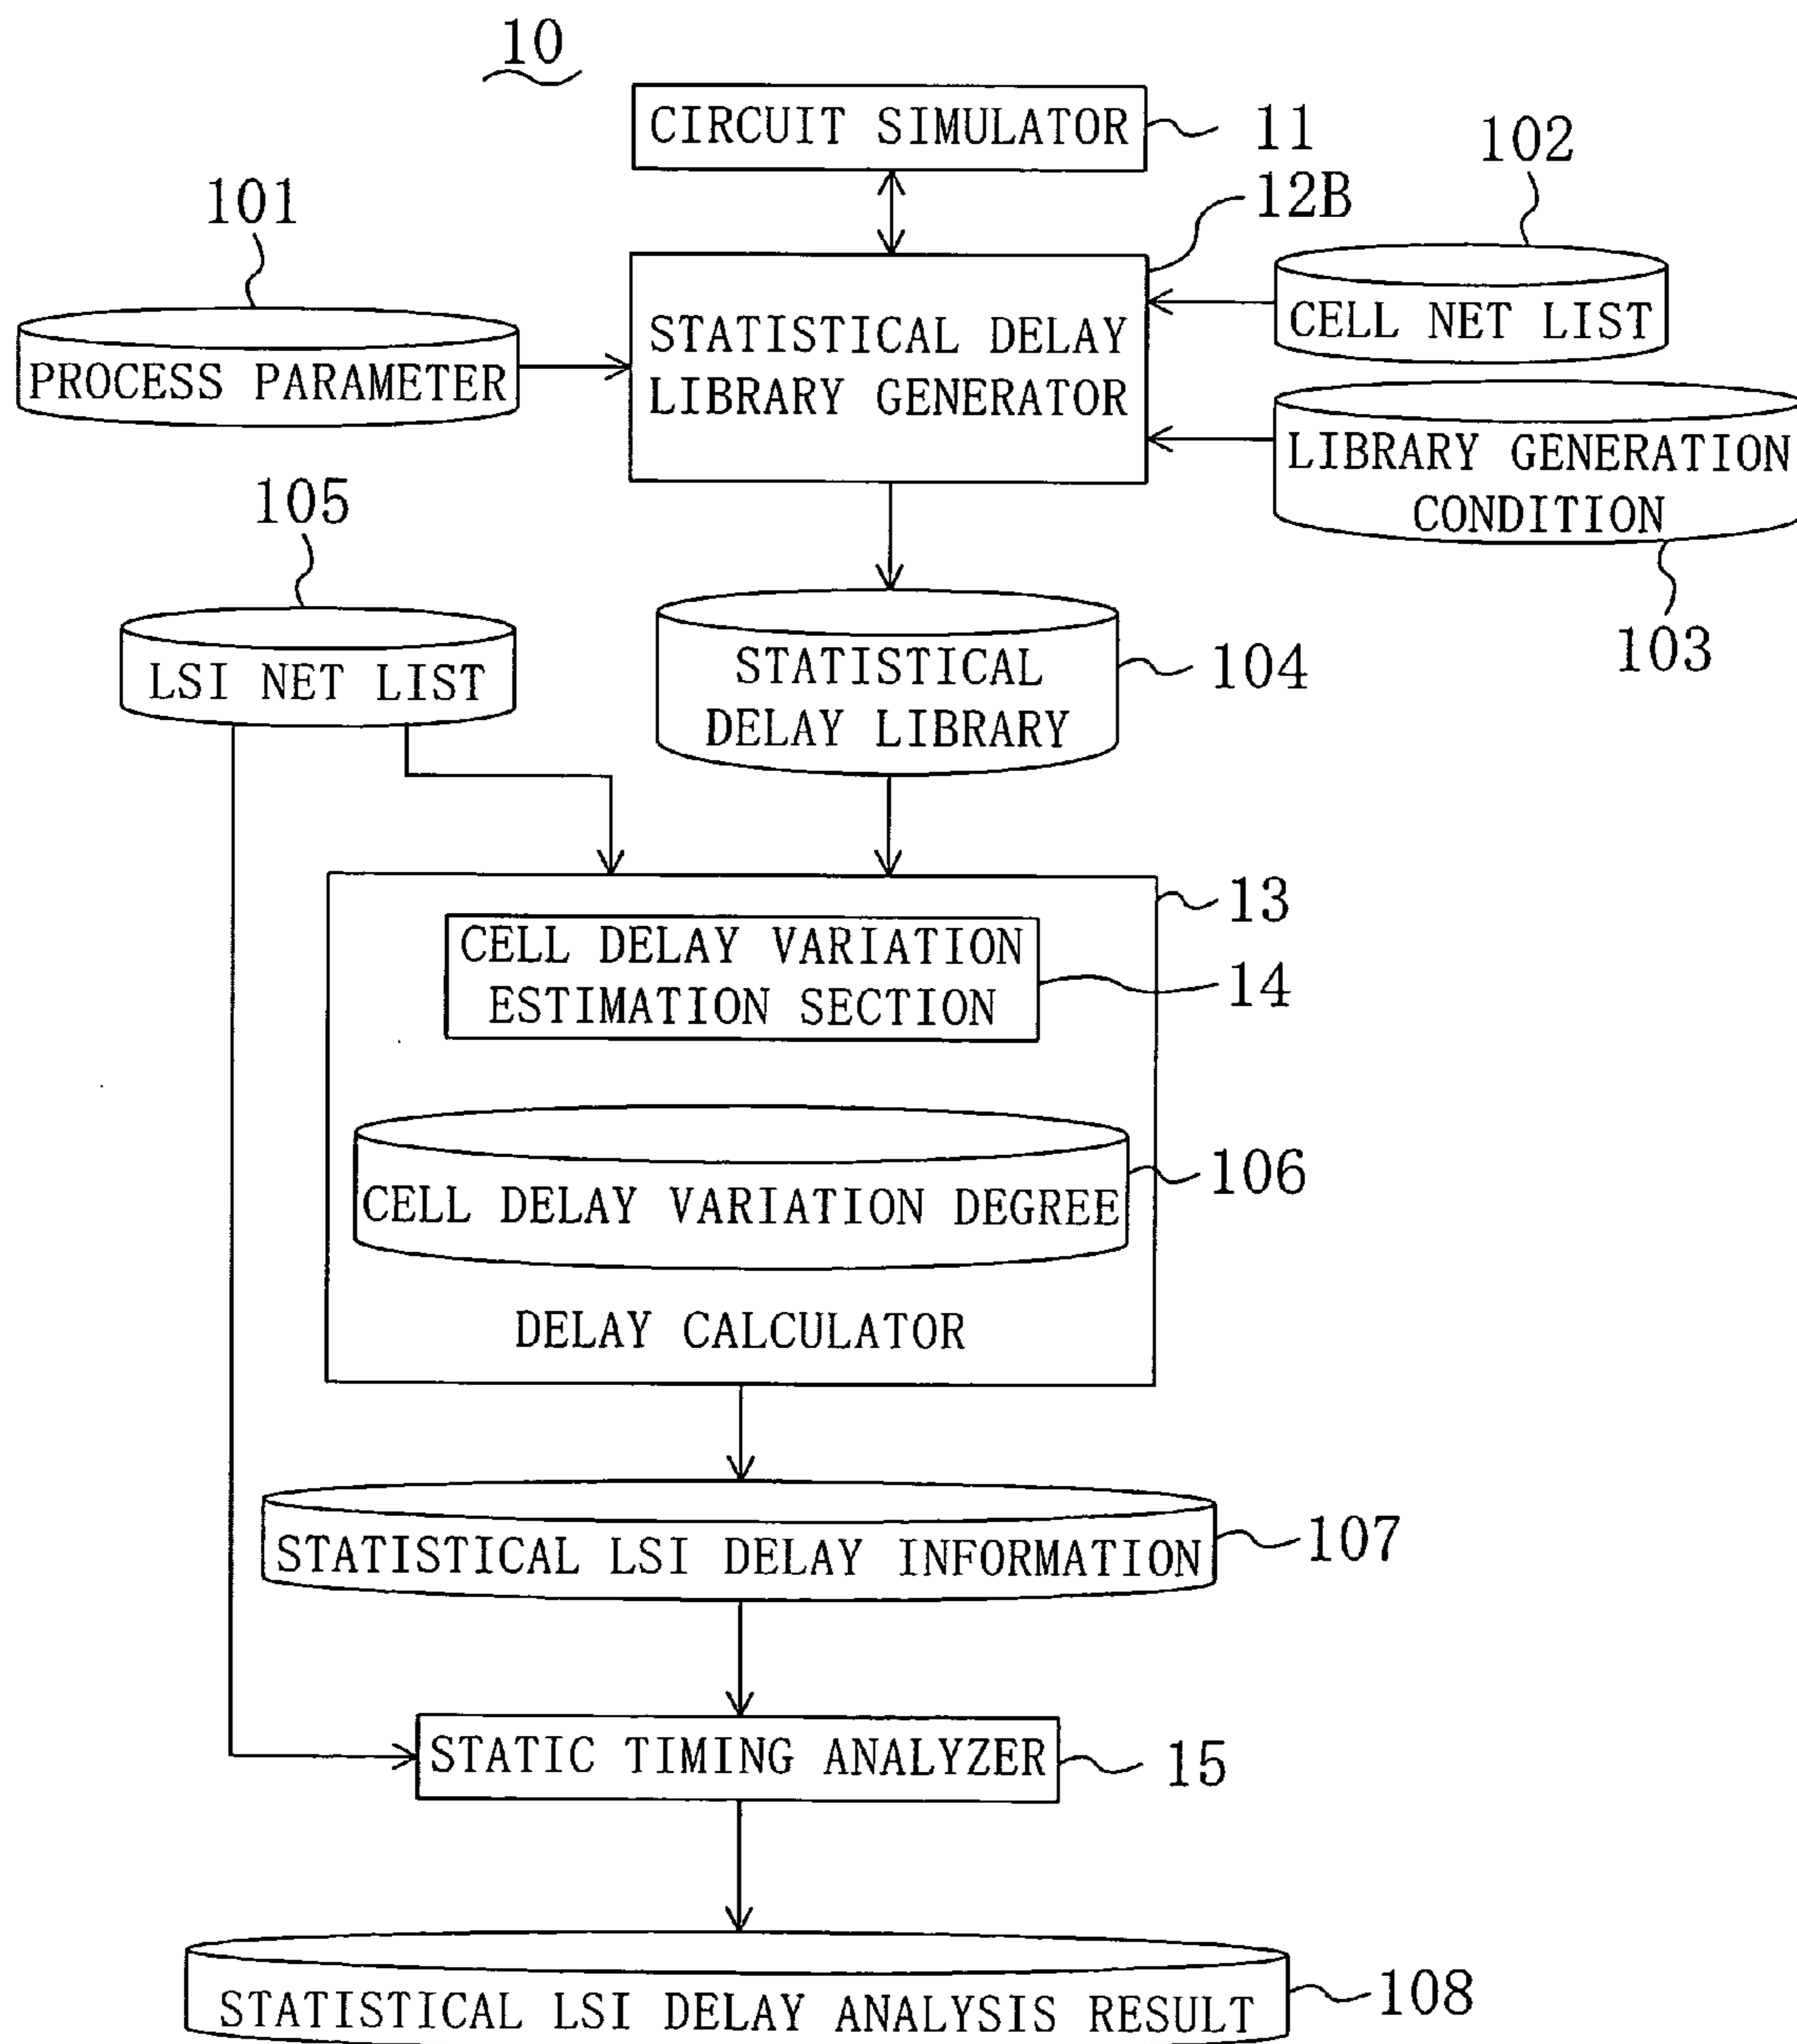 10
CIRCUIT SIMULATOR
11
102
101
12B
STATISTICAL DELAY
LIBRARY GENERATOR
CELL NET LIST
PROCESS PARAMETER
LIBRARY GENERATION
CONDITION
105
103
LSI NET LIST
STATISTICAL
DELAY LIBRARY
104
13
CELL DELAY VARIATION
ESTIMATION SECTION
14
106
CELL DELAY VARIATION DEGREE
DELAY CALCULATOR
STATISTICAL LSI DELAY INFORMATION
107
STATIC TIMING ANALYZER
15
STATISTICAL LSI DELAY ANALYSIS RESULT
108